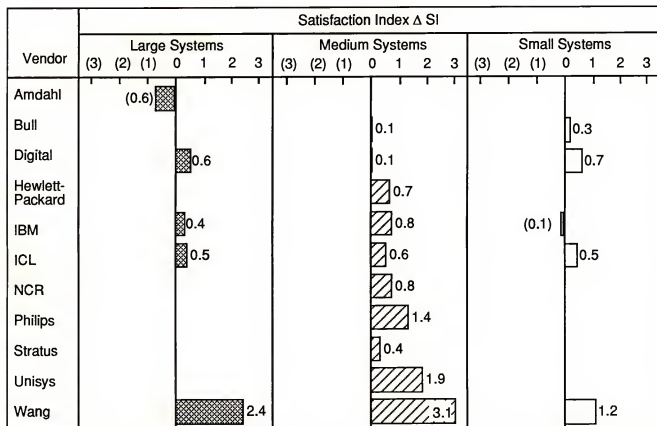 Satisfaction Index Δ SI
Vendor
Large Systems
Medium Systems
Small Systems
(3) (2) (1) 0 1 2 3
(3) (2) (1) 0 1 2 3
(3) (2) (1) 0 1 2 3
Amdahl (0.6)
Bull 0.1 0.3
Digital 0.6 0.1 0.7
Hewlett-
Packard 0.7
IBM 0.4 0.8 (0.1)
ICL 0.5 0.6 0.5
NCR 0.8
Philips 1.4
Stratus 0.4
Unisys 1.9
Wang 2.4 3.1 1.2